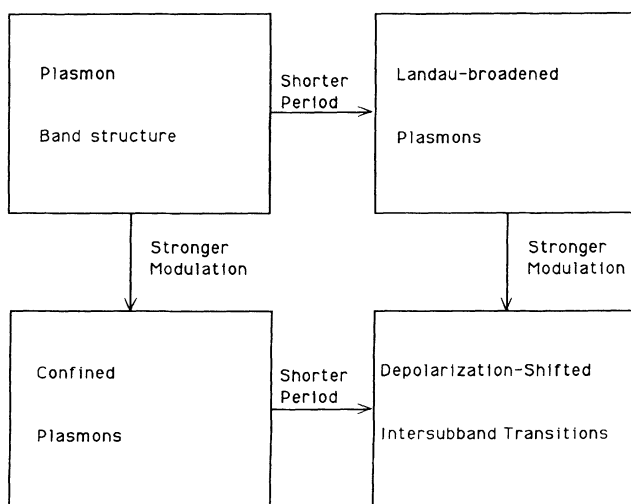 Plasmon
Band structure
Shorter
Period
Landau-broadened
Plasmons
Stronger
Modulation
Stronger
Modulation
Confined
Plasmons
Shorter
Period
Depolarization-Shifted
Intersubband Transitions